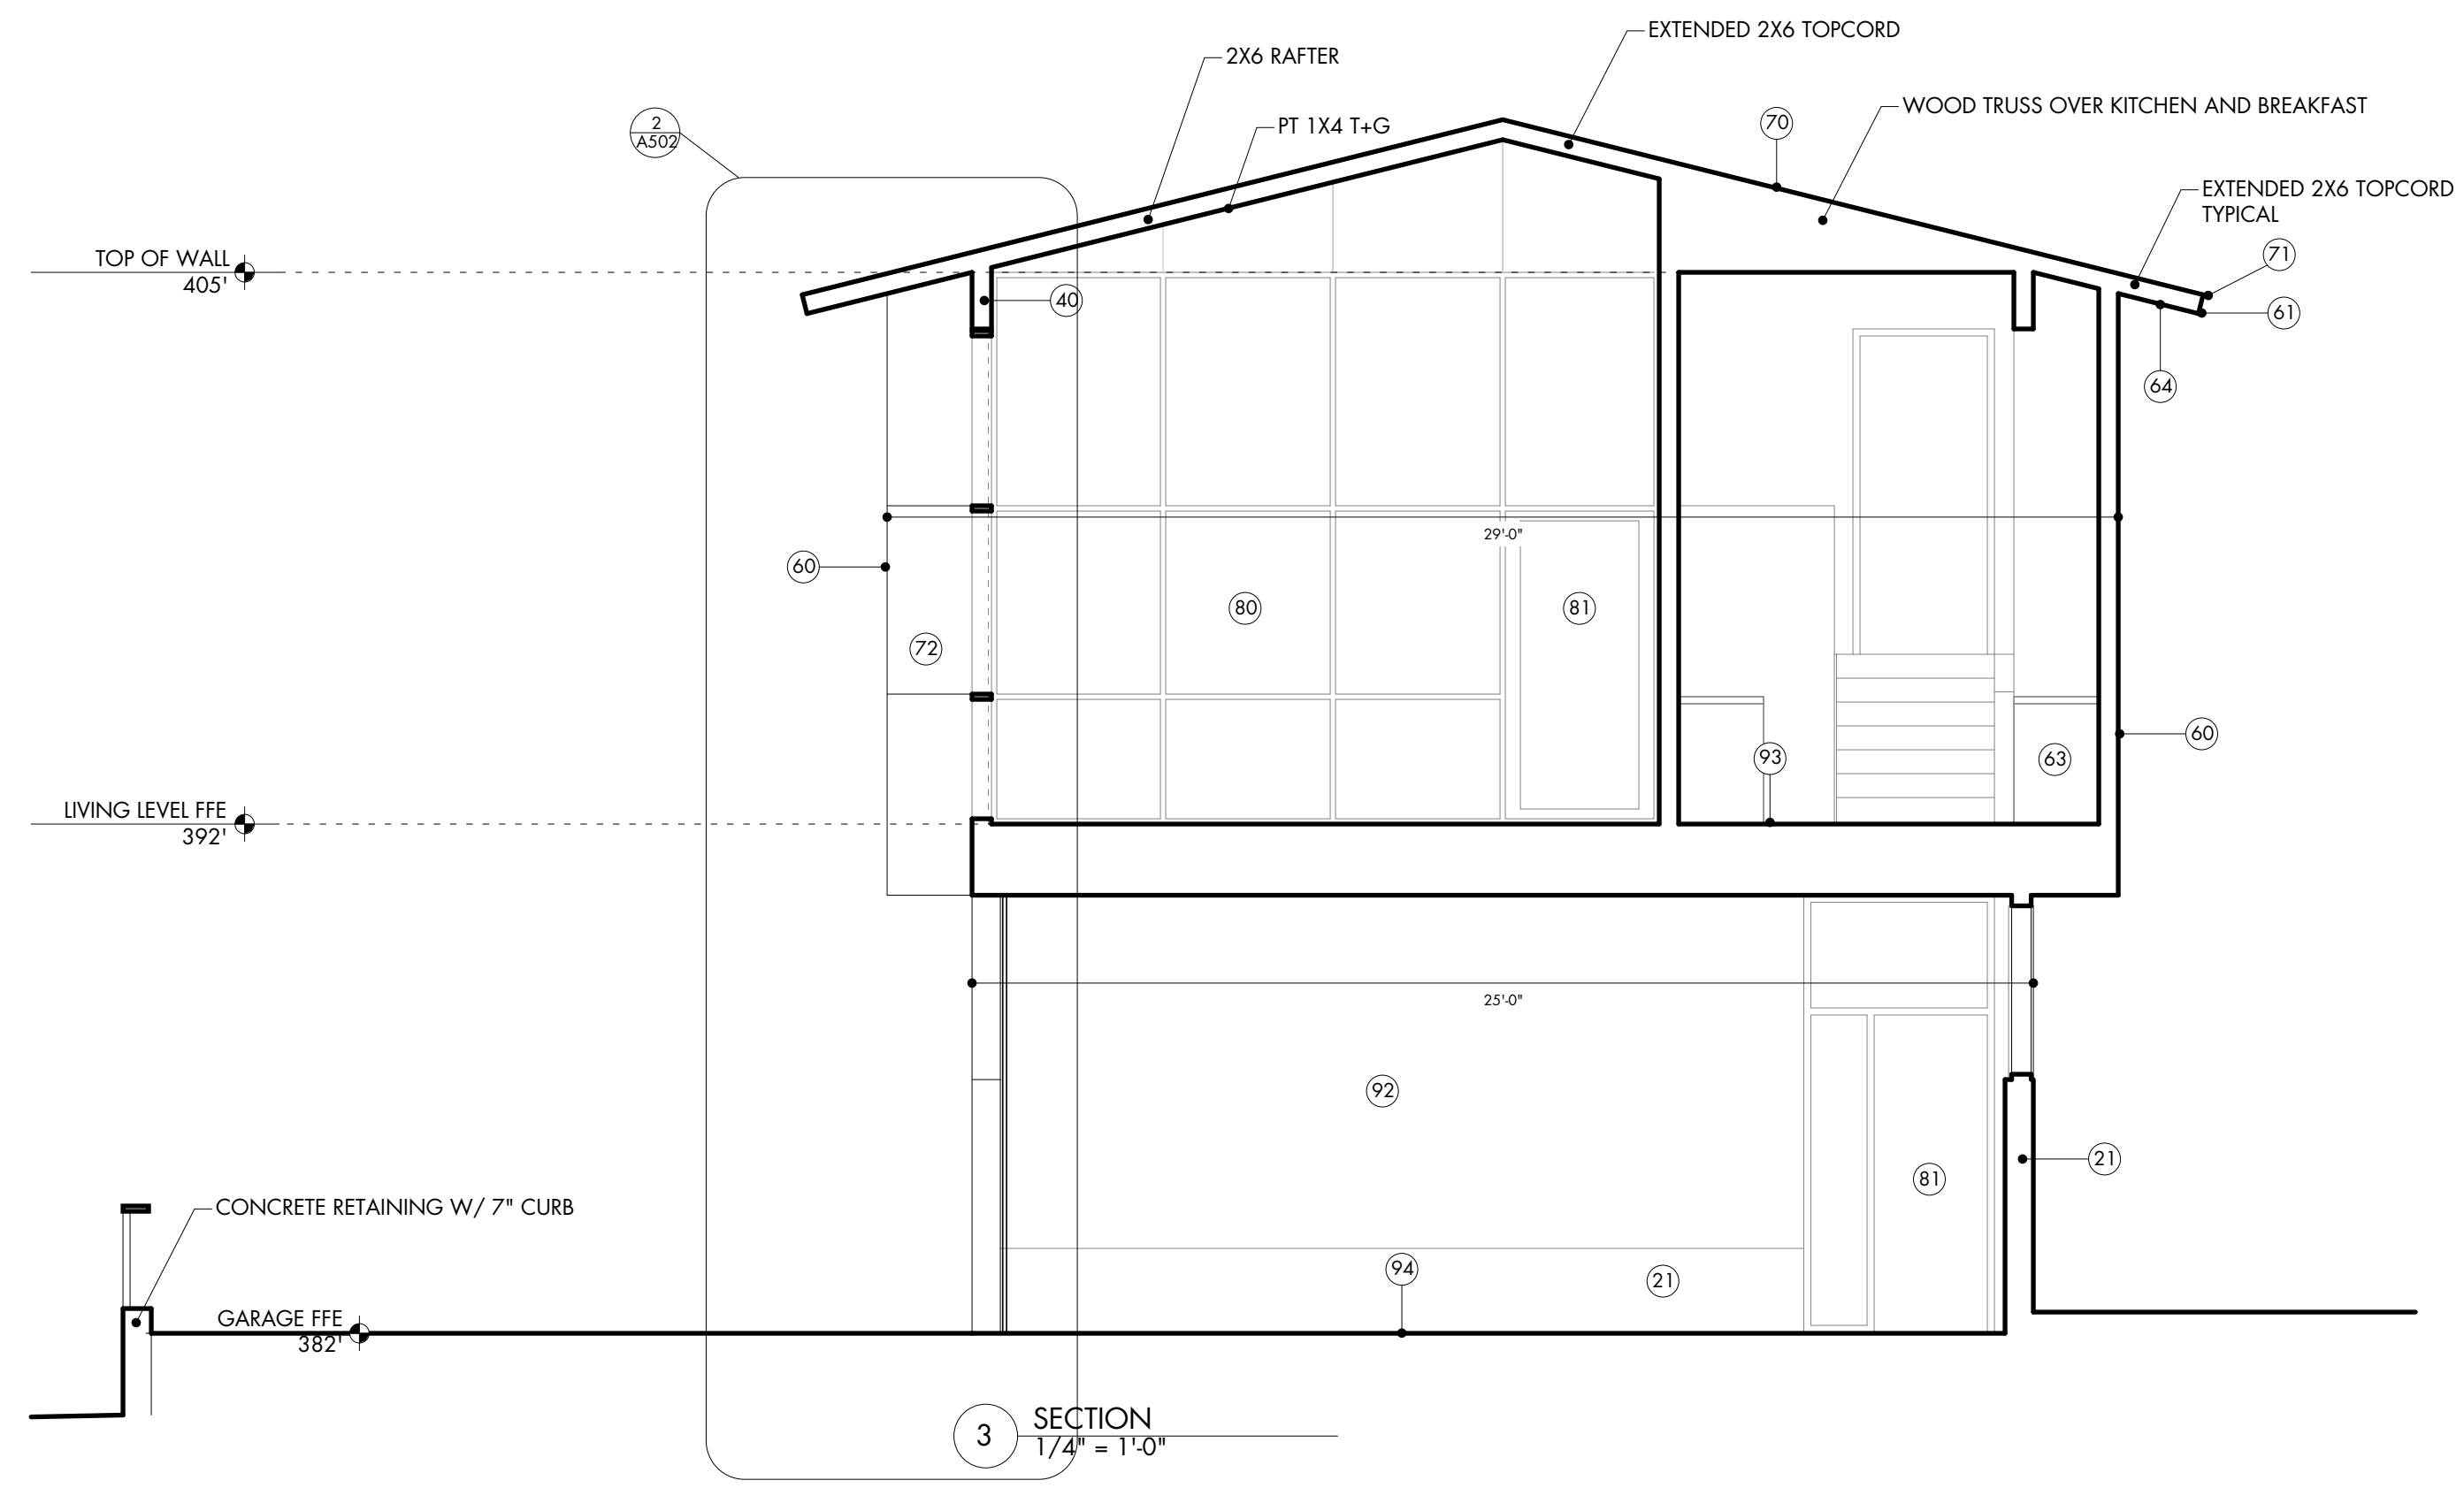 EXTENDED 2X6 TOPCORD
2X6 RAFTER
WOOD TRUSS OVER KITCHEN AND BREAKFAST
70
2
A502
PT 1X4 T+G
EXTENDED 2X6 TOPCORD
TYPICAL
71
TOP OF WALL
405'
40
61
64
29'-0"
60
80
81
72
60
93
63
LIVING LEVEL FFE
392'
25'-0"
92
21
81
CONCRETE RETAINING W/ 7" CURB
94
21
GARAGE FFE
382'
3
SECTION
1/4" = 1'-0"